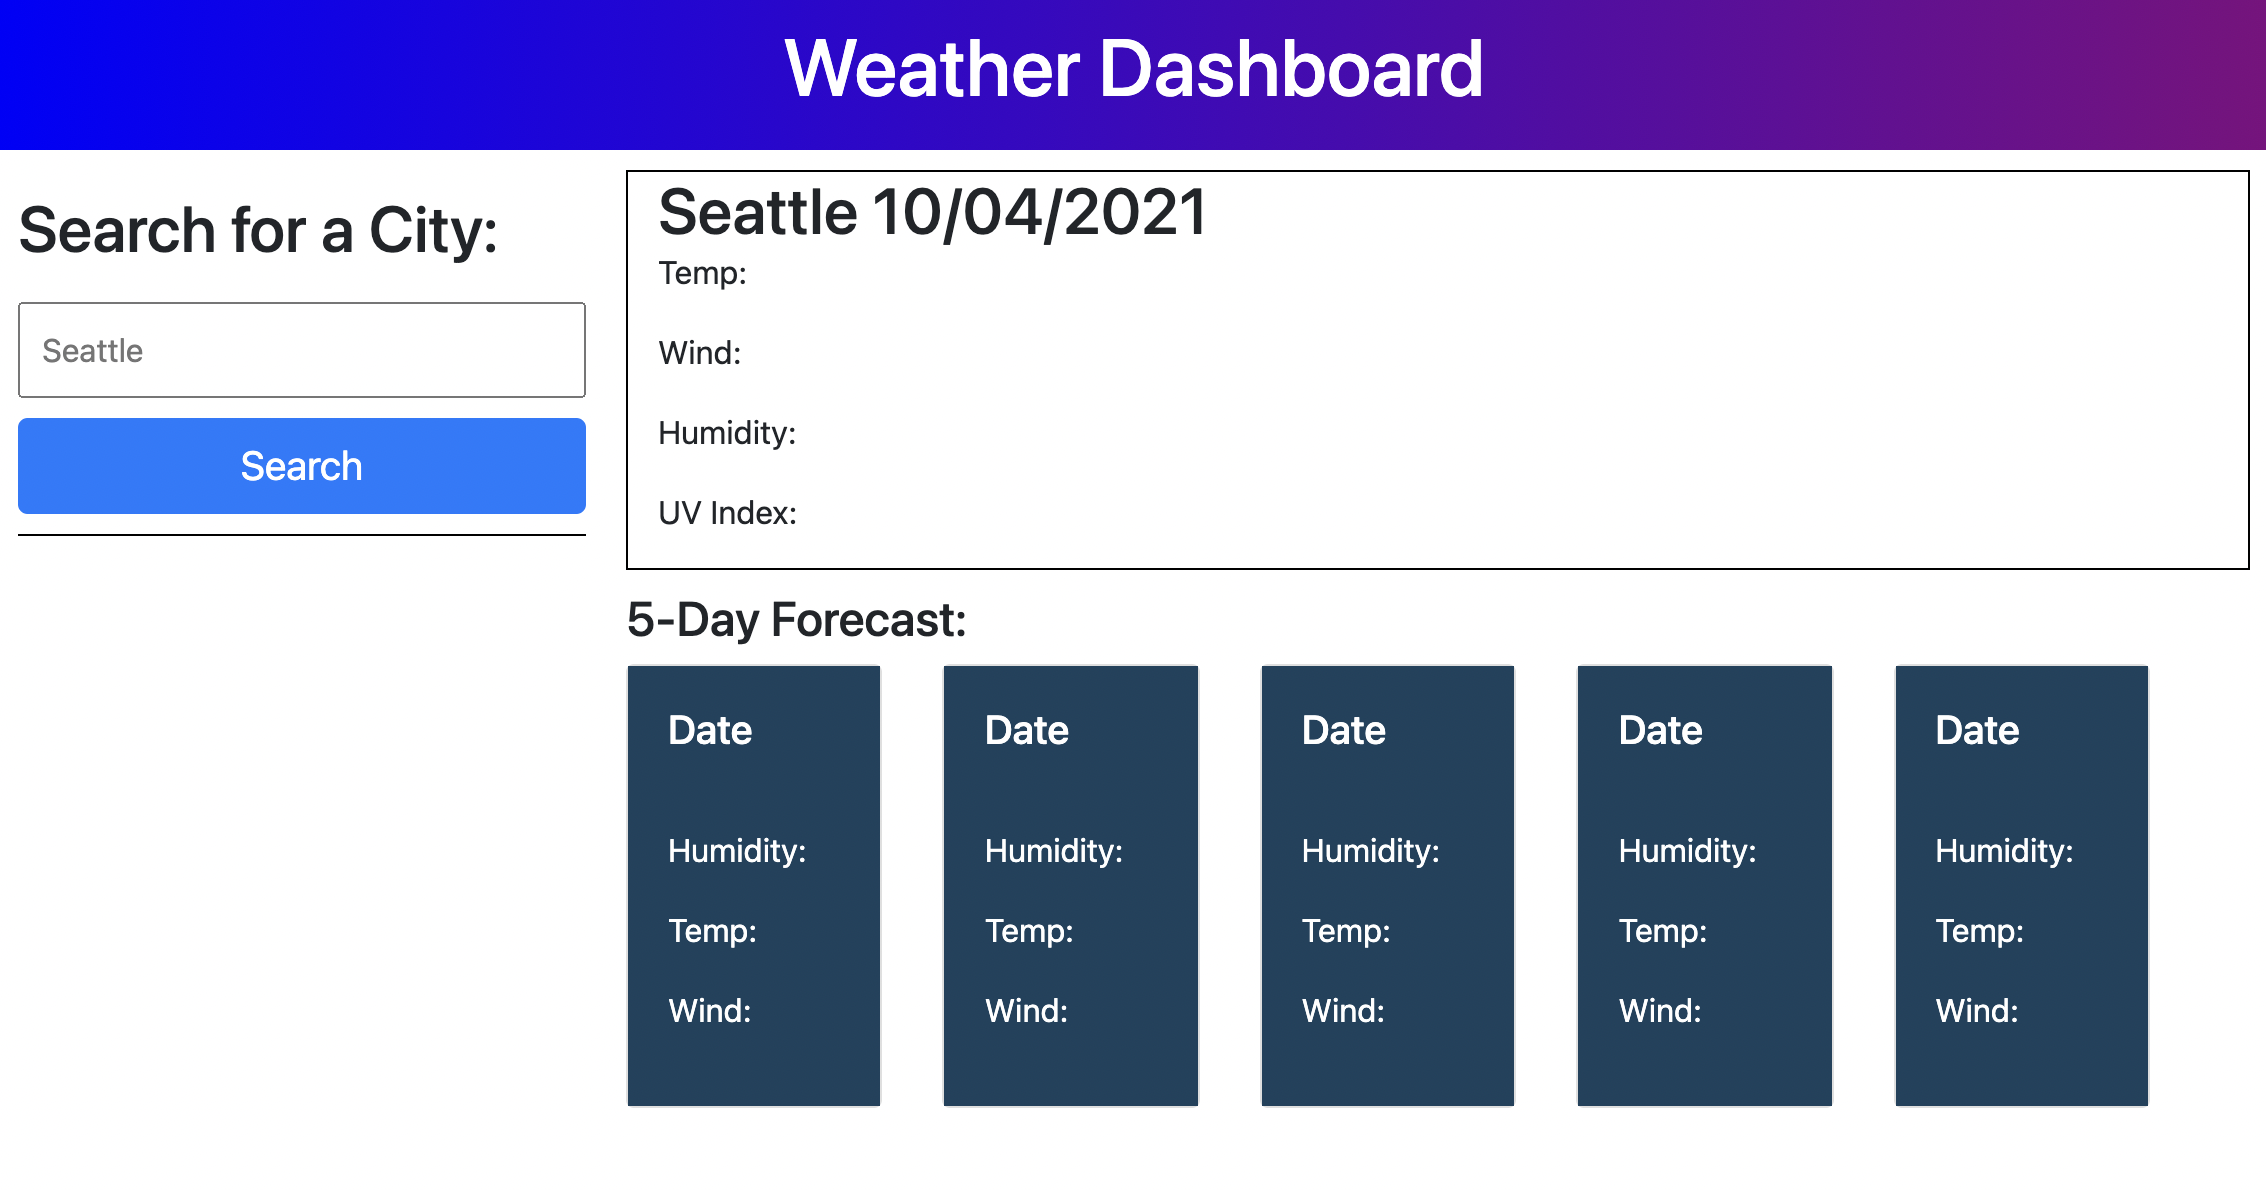 Weather Dashboard
Search for a City:
Seattle
Search
Seattle 10/04/2021
Temp:
Wind:
Humidity:
UV Index:
5-Day Forecast:
Date
Humidity:
Temp:
Wind:
Date
Humidity:
Temp:
Wind:
Date
Humidity:
Temp:
Wind:
Date
Humidity:
Temp:
Wind:
Date
Humidity:
Temp:
Wind: